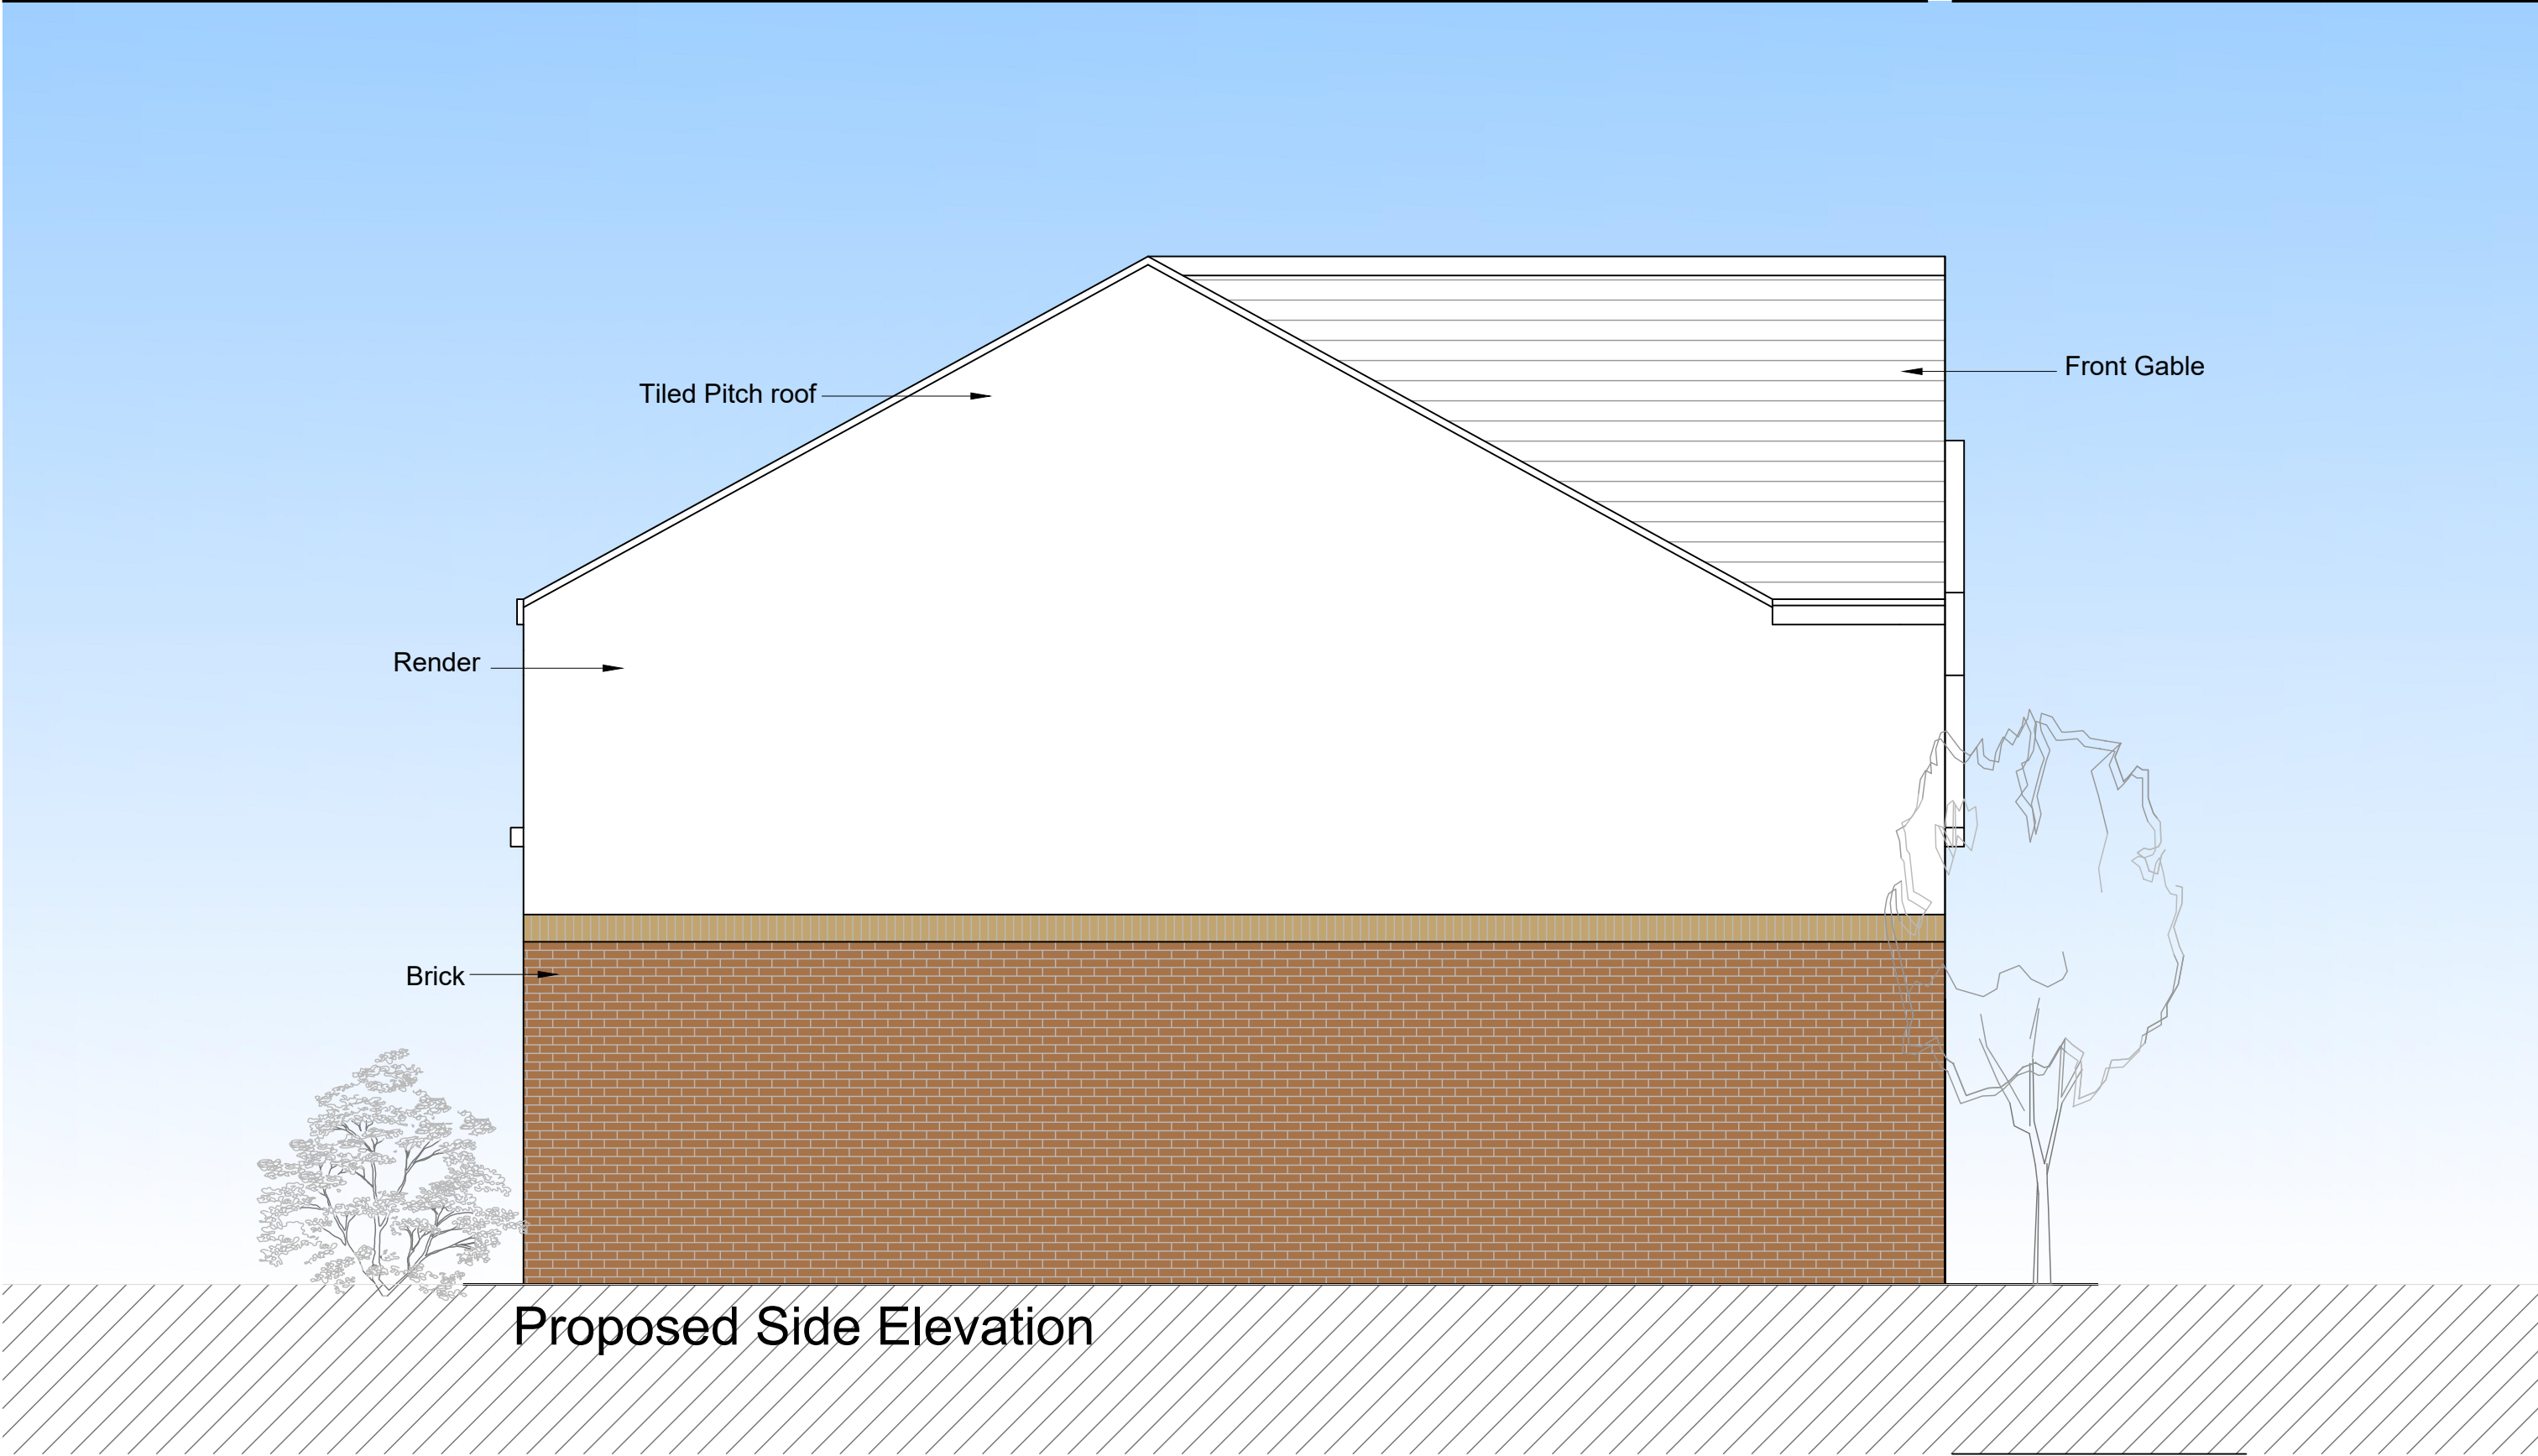 Front Gable
Tiled Pitch roof
Render
Brick
Proposed Side Elevation